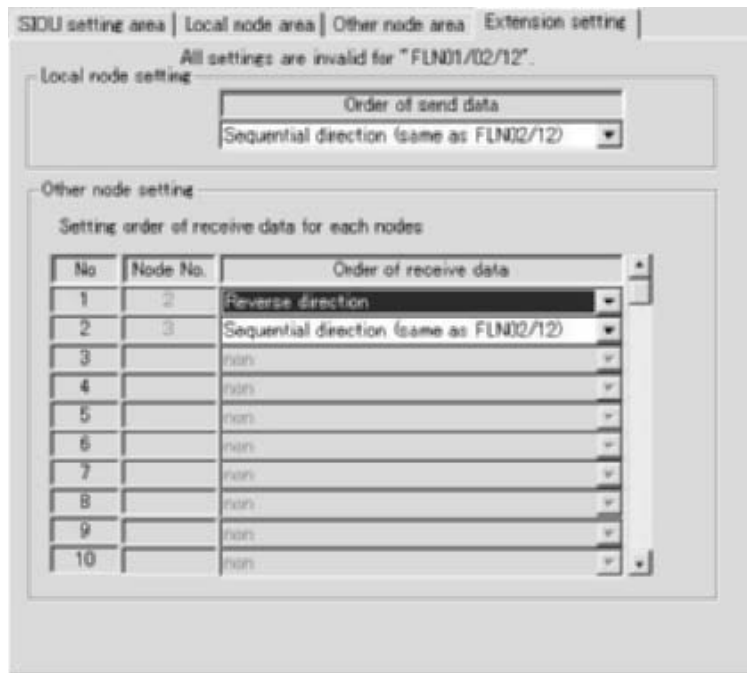 SIOU setting area Local node area Other node area Extension setting
All settings are invalid for "FLN01/02/12".
Local node setting
Order of send data
Sequential direction (same as FLN02/12)
Other node setting
Setting order of receive data for each nodes
No Node No. Order of receive data
1 2 Reverse direction
2 3 Sequential direction (same as FLN02/12)
3 non
4 non
5 non
6 non
7 non
8 non
9 non
10 non